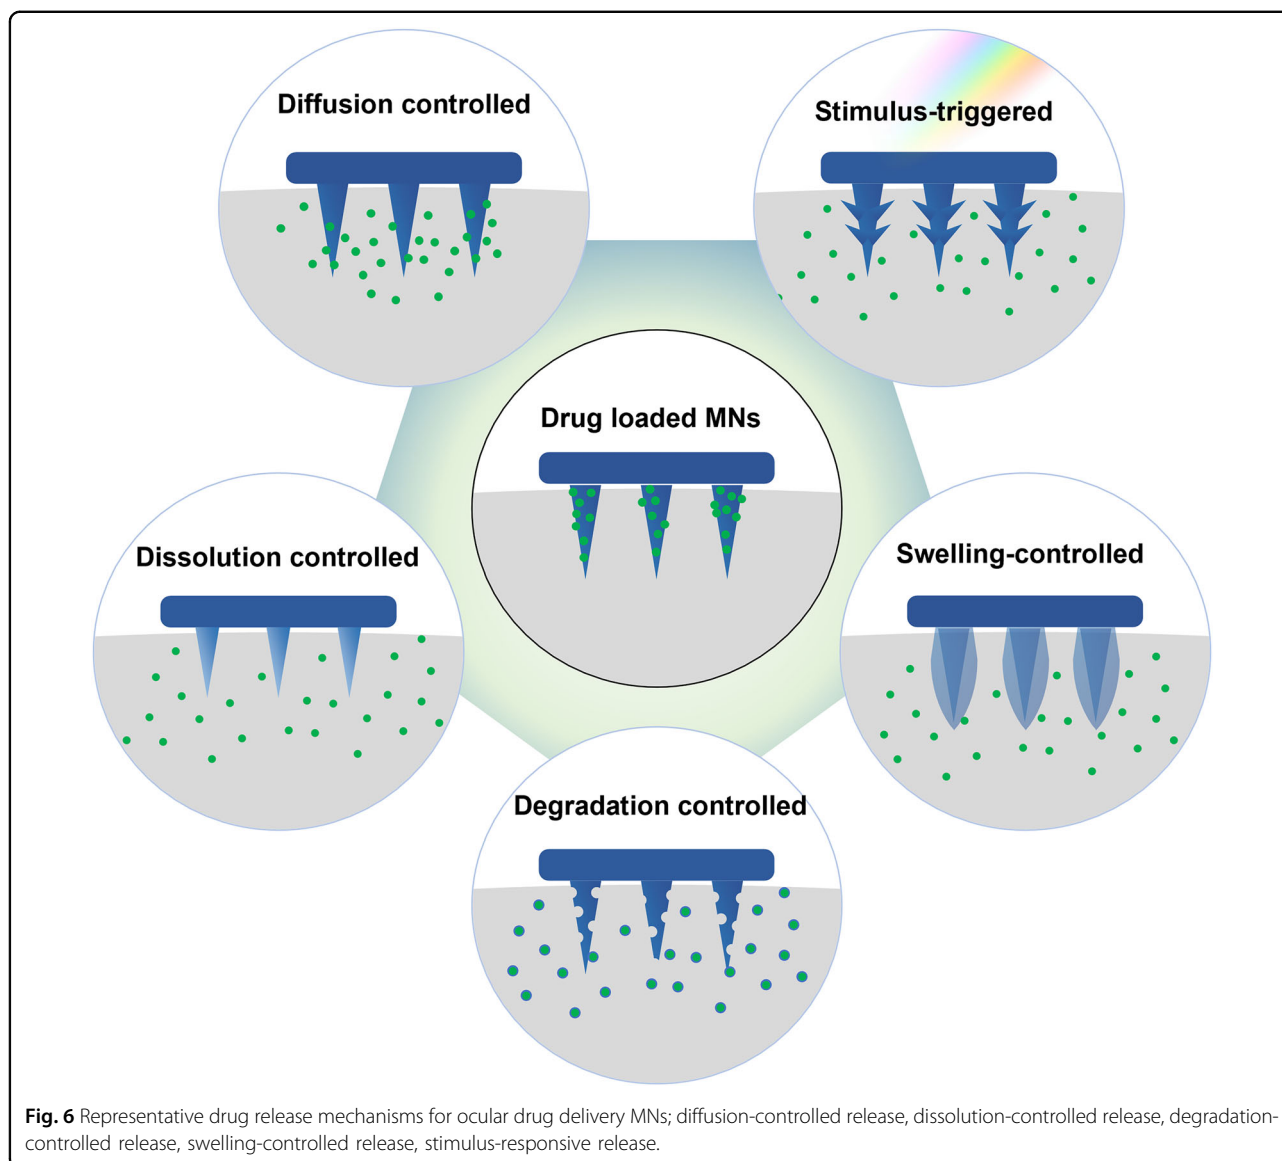 Diffusion controlled
Stimulus-triggered
Drug loaded MNs
Dissolution controlled
Swelling-controlled
Degradation controlled
Fig. 6 Representative drug release mechanisms for ocular drug delivery MNs; diffusion-controlled release, dissolution-controlled release, degradation-
controlled release, swelling-controlled release, stimulus-responsive release.